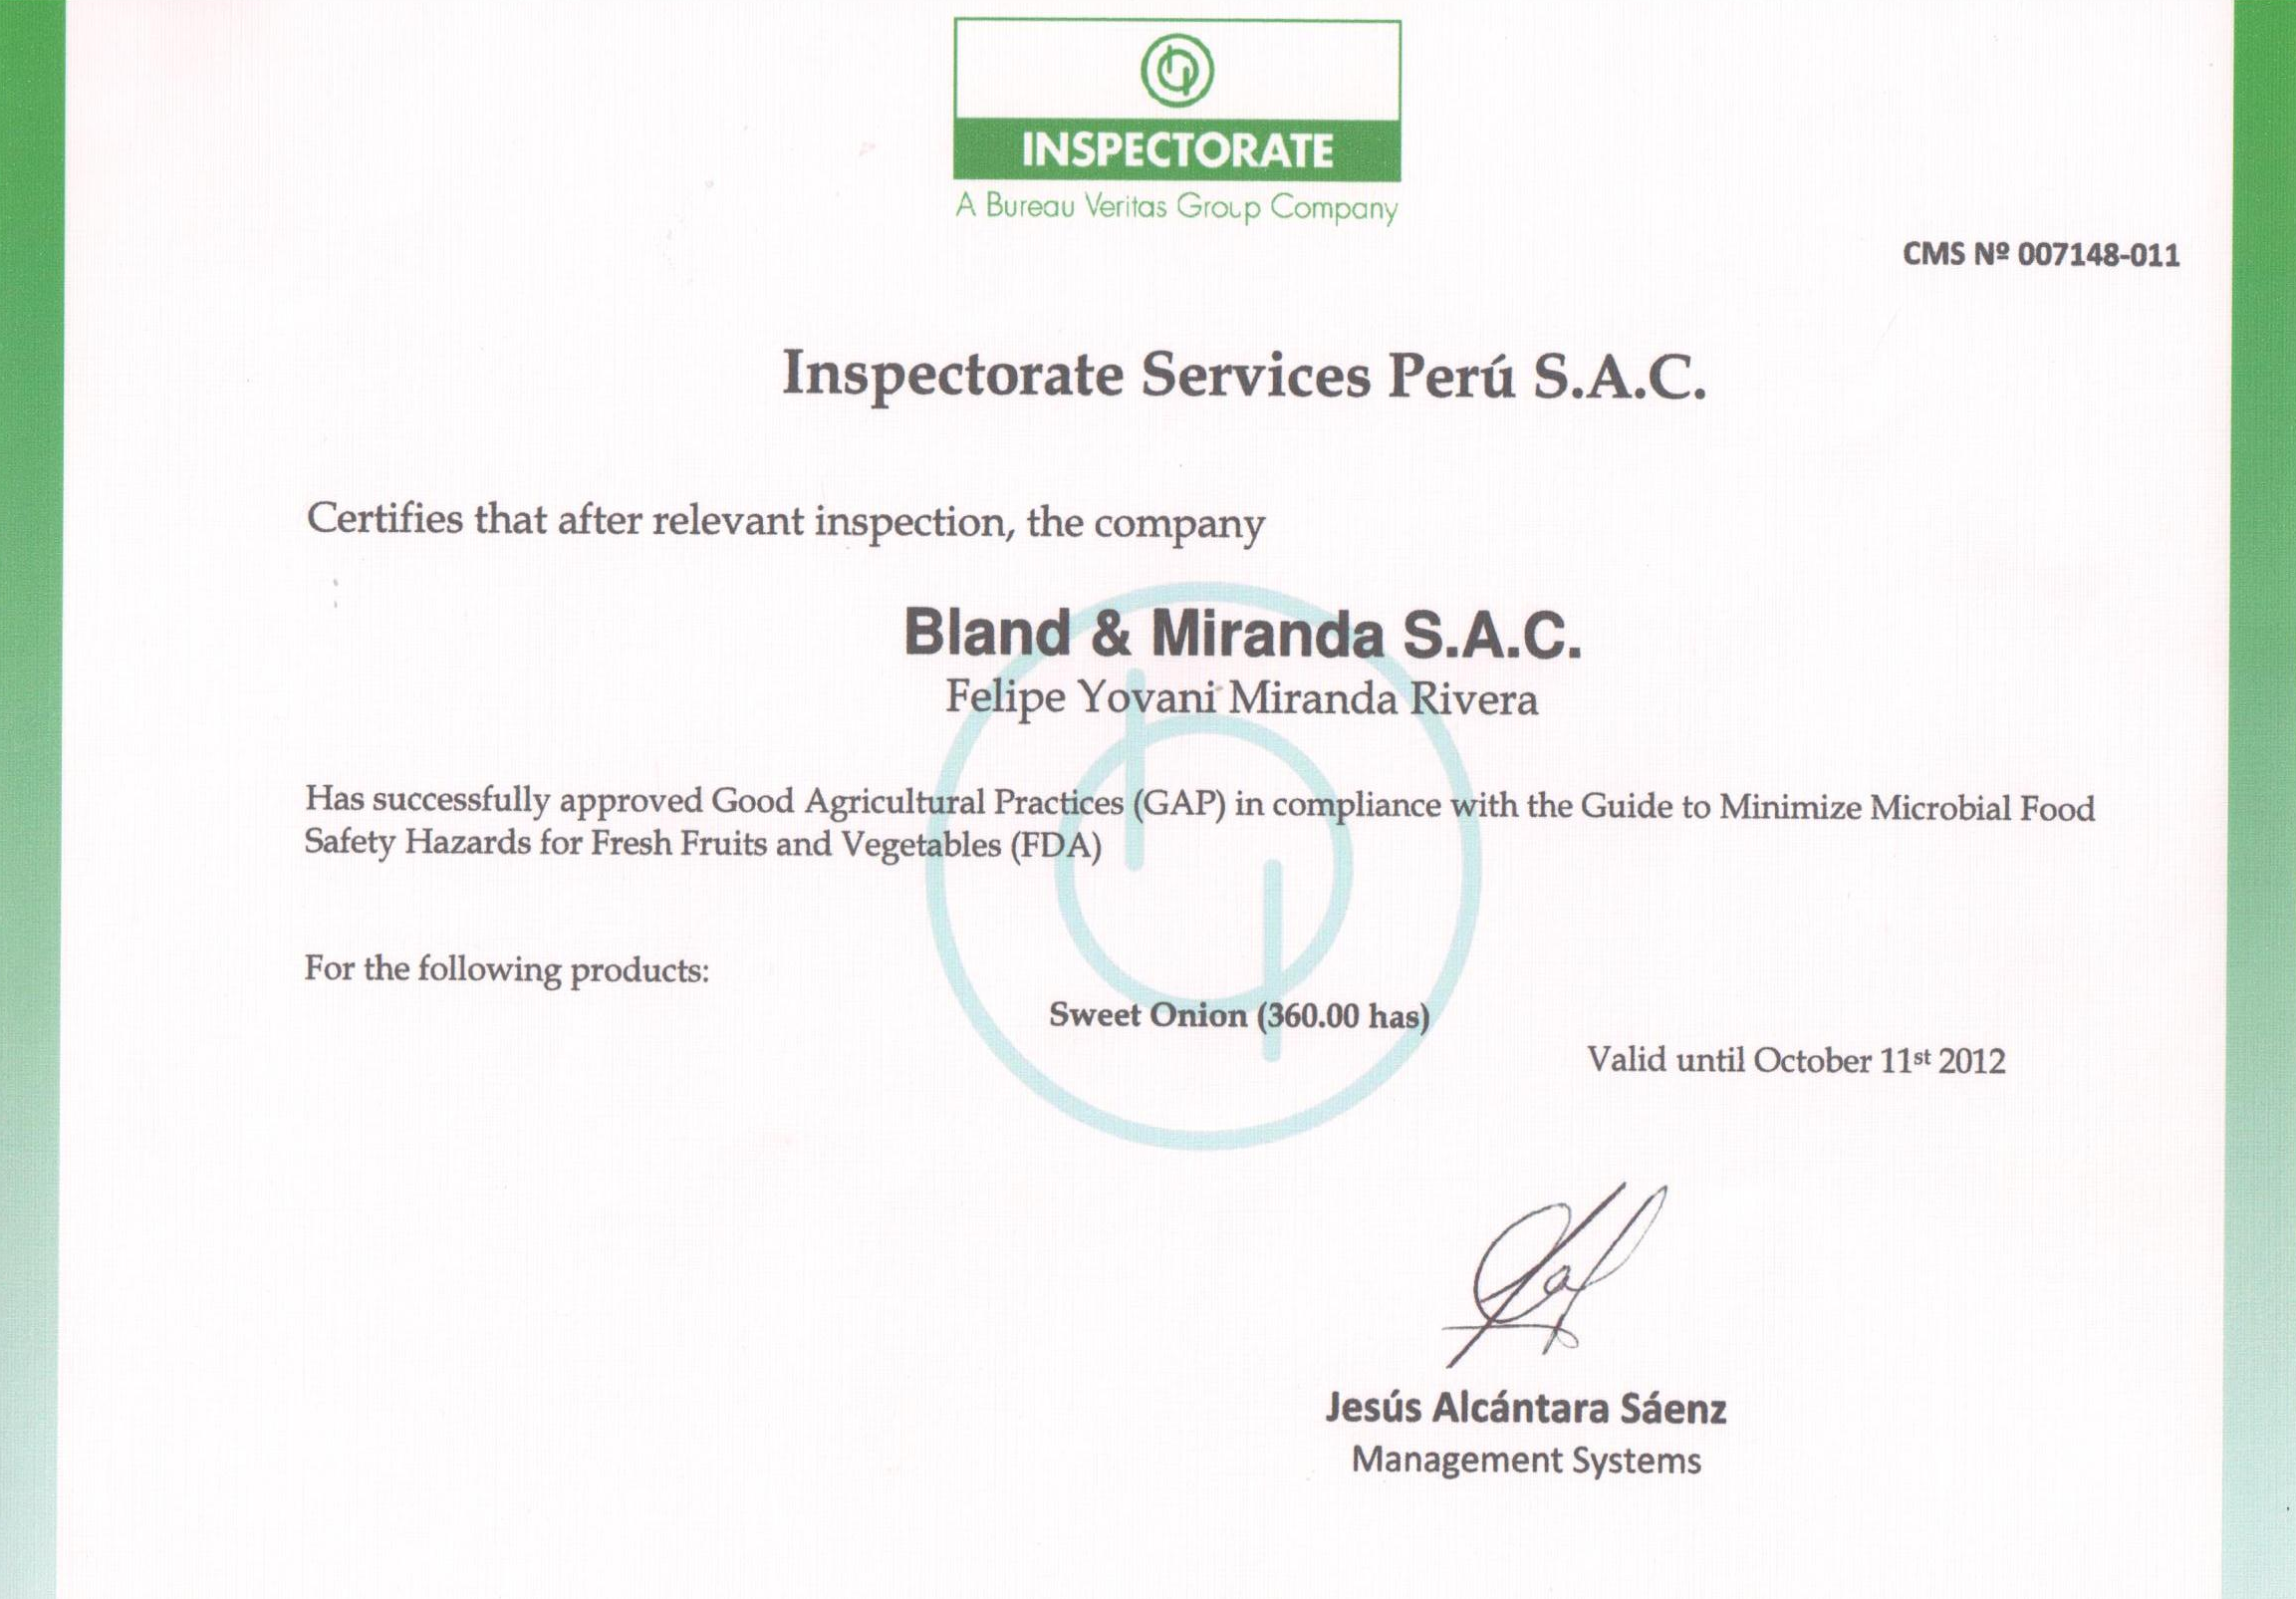 INSPECTORATE
A Bureau Veritas Group Company
CMS Nº 007148-011
Inspectorate Services Perú S.A.C.
Certifies that after relevant inspection, the company
Bland & Miranda S.A.C.
Felipe Yovani Miranda Rivera
Has successfully approved Good Agricultural Practices (GAP) in compliance with the Guide to Minimize Microbial Food
Safety Hazards for Fresh Fruits and Vegetables (FDA)
For the following products:
Sweet Onion (360.00 has)
Valid until October 11st 2012
Jesús Alcántara Sáenz
Management Systems